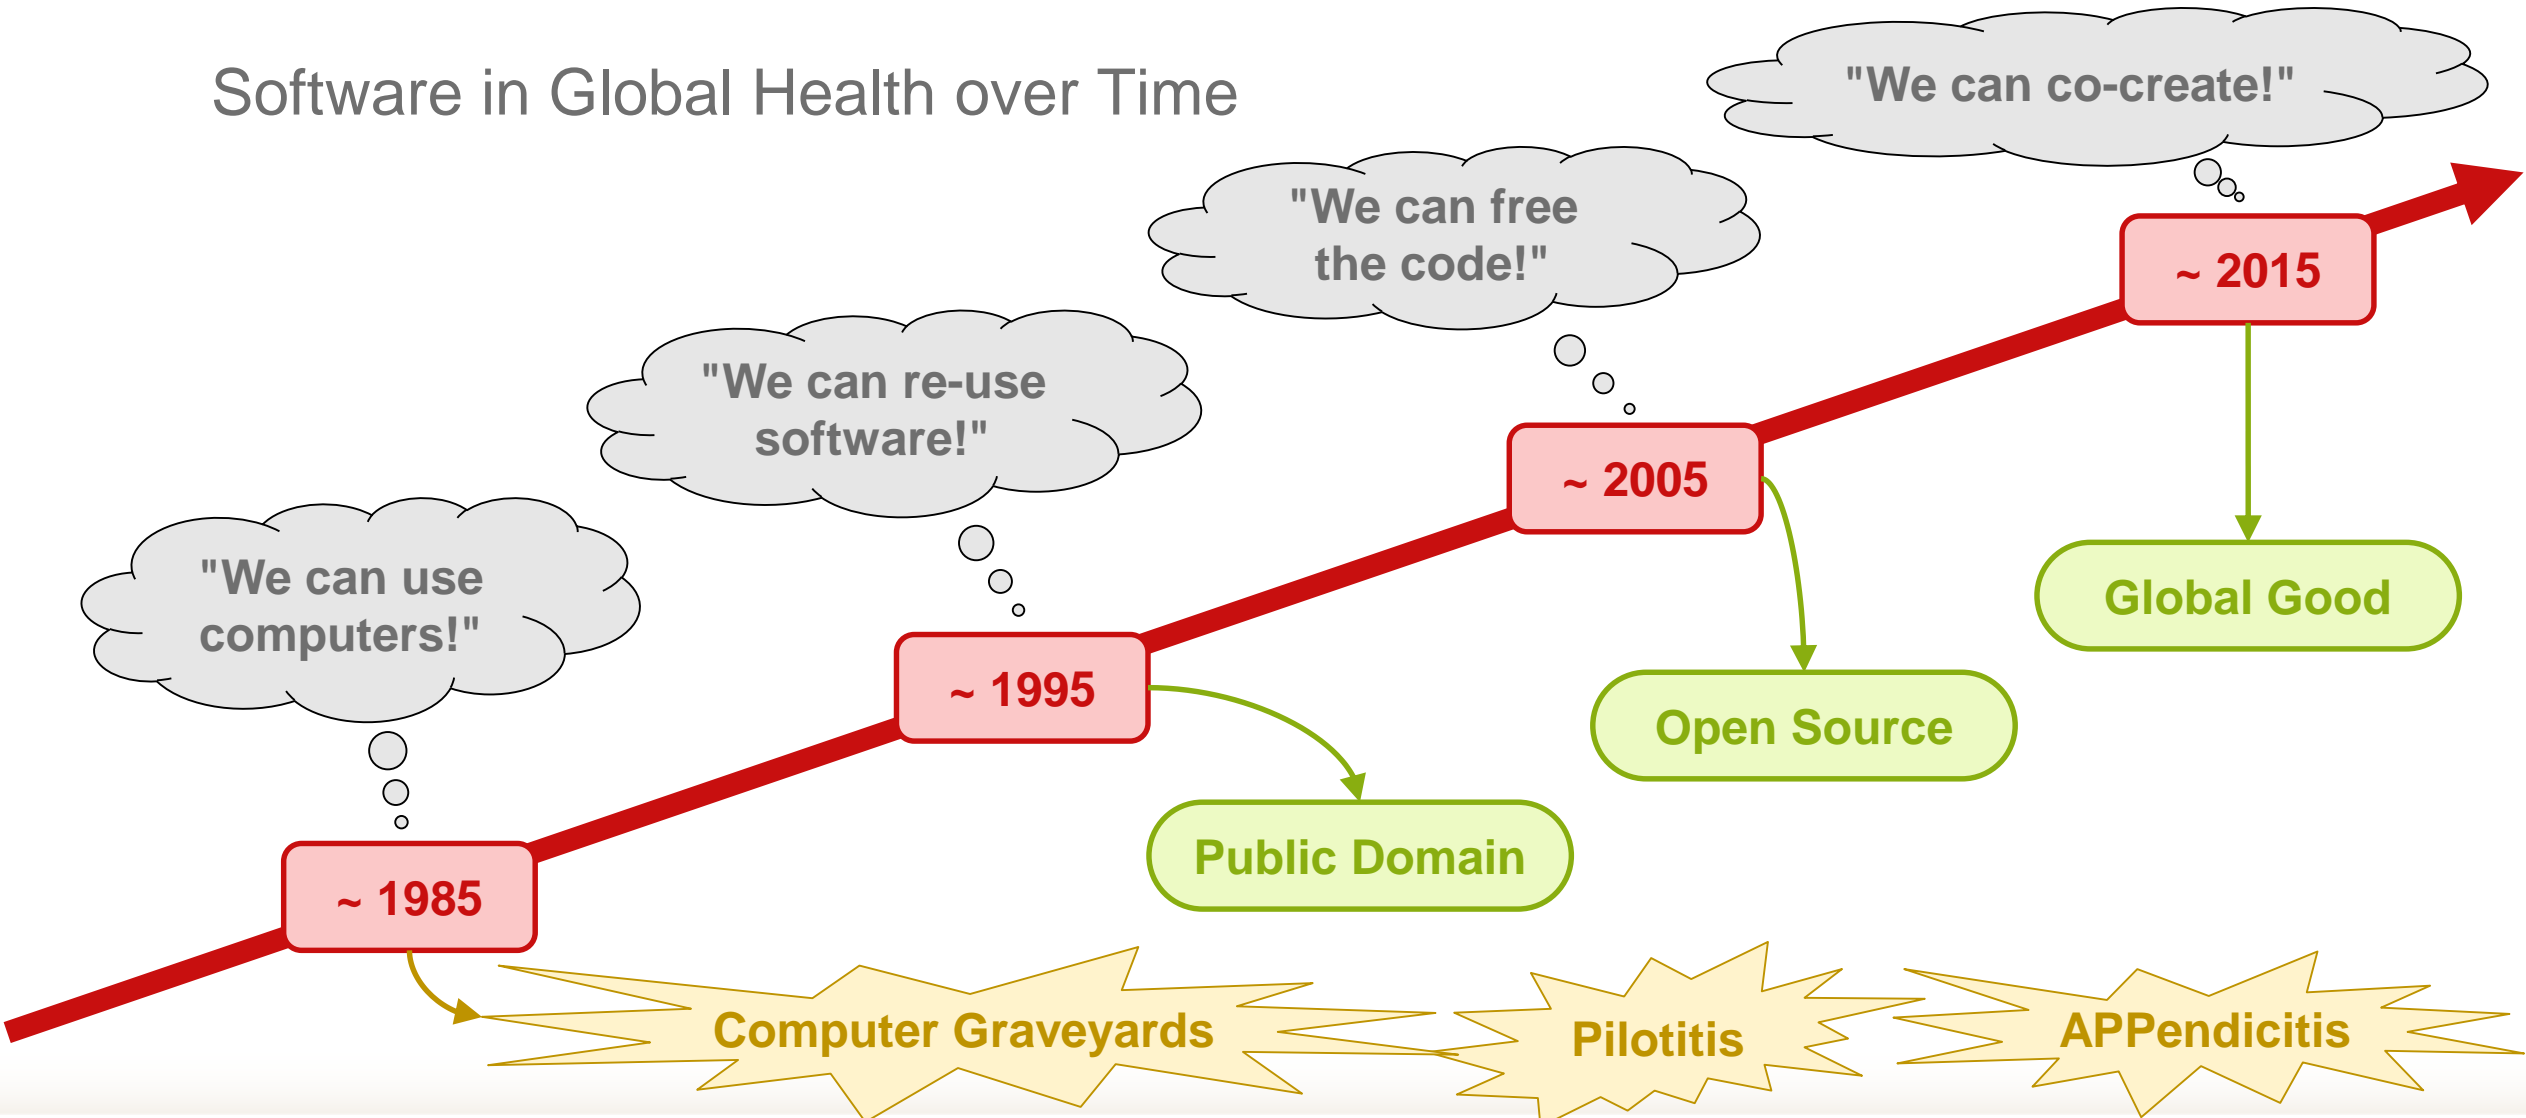 Software in Global Health over Time
"We can co-create!"
"We can free
the code!"
~ 2015
"We can re-use
software!"
~ 2005
"We can use
computers!"
Global Good
~ 1995
Open Source
Public Domain
~ 1985
Computer Graveyards
Pilotitis
APPendicitis